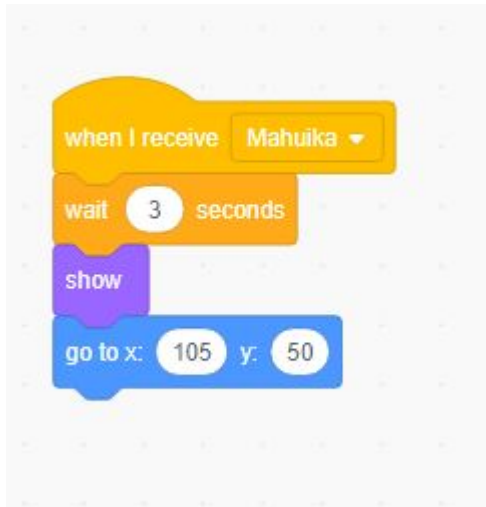 when I receive Mahuika
wait 3 seconds
show
go to x: 105 y: 50